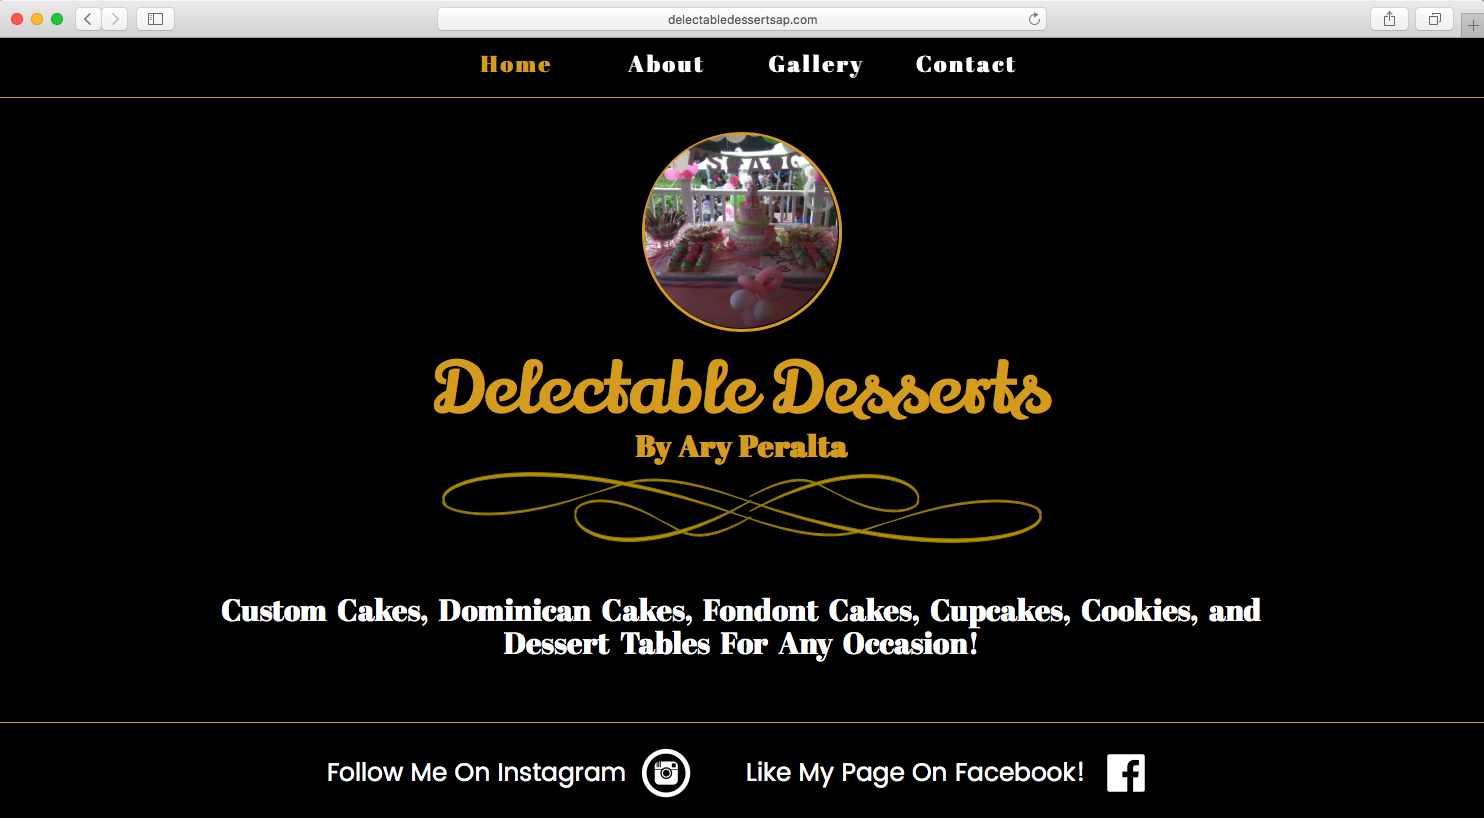 delectabledessertsap.com
Home About Gallery Contact
Delectable Desserts
By Ary Peralta
Custom Cakes, Dominican Cakes, Fondont Cakes, Cupcakes, Cookies, and
Dessert Tables For Any Occasion!
Follow Me On Instagram Like My Page On Facebook!